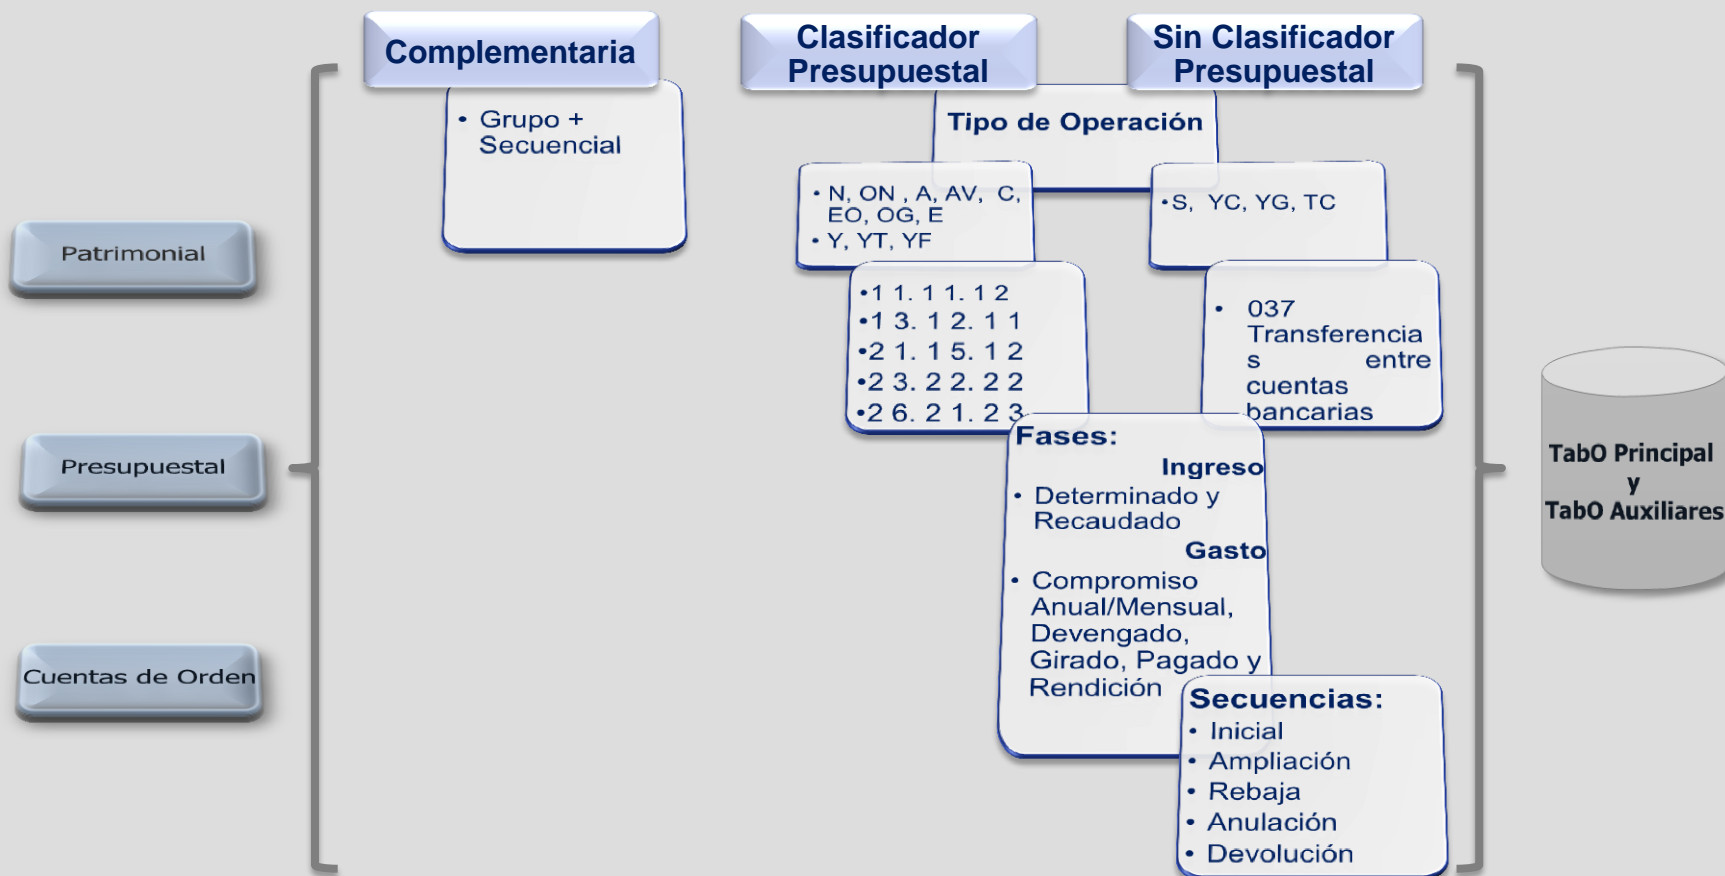 Complementaria
Clasificador
Presupuestal
Sin Clasificador
Presupuestal
• Grupo +
Secuencial
Tipo de Operación
• N, ON , A, AV, C,
EO, OG, E
• Y, YT, YF
•S, YC, YG, TC
Patrimonial
•1 1. 1 1. 1 2
•1 3. 1 2. 1 1
•2 1. 1 5. 1 2
•2 3. 2 2. 2 2
•2 6. 2 1. 2 3
• 037
Transferencia
s entre
cuentas
bancarias
Presupuestal
Fases:
Ingreso
• Determinado y
Recaudado
Gasto
• Compromiso
Anual/Mensual,
Devengado,
Girado, Pagado y
Rendición
TabO Principal
y
TabO Auxiliares
Cuentas de Orden
Secuencias:
• Inicial
• Ampliación
• Rebaja
• Anulación
• Devolución